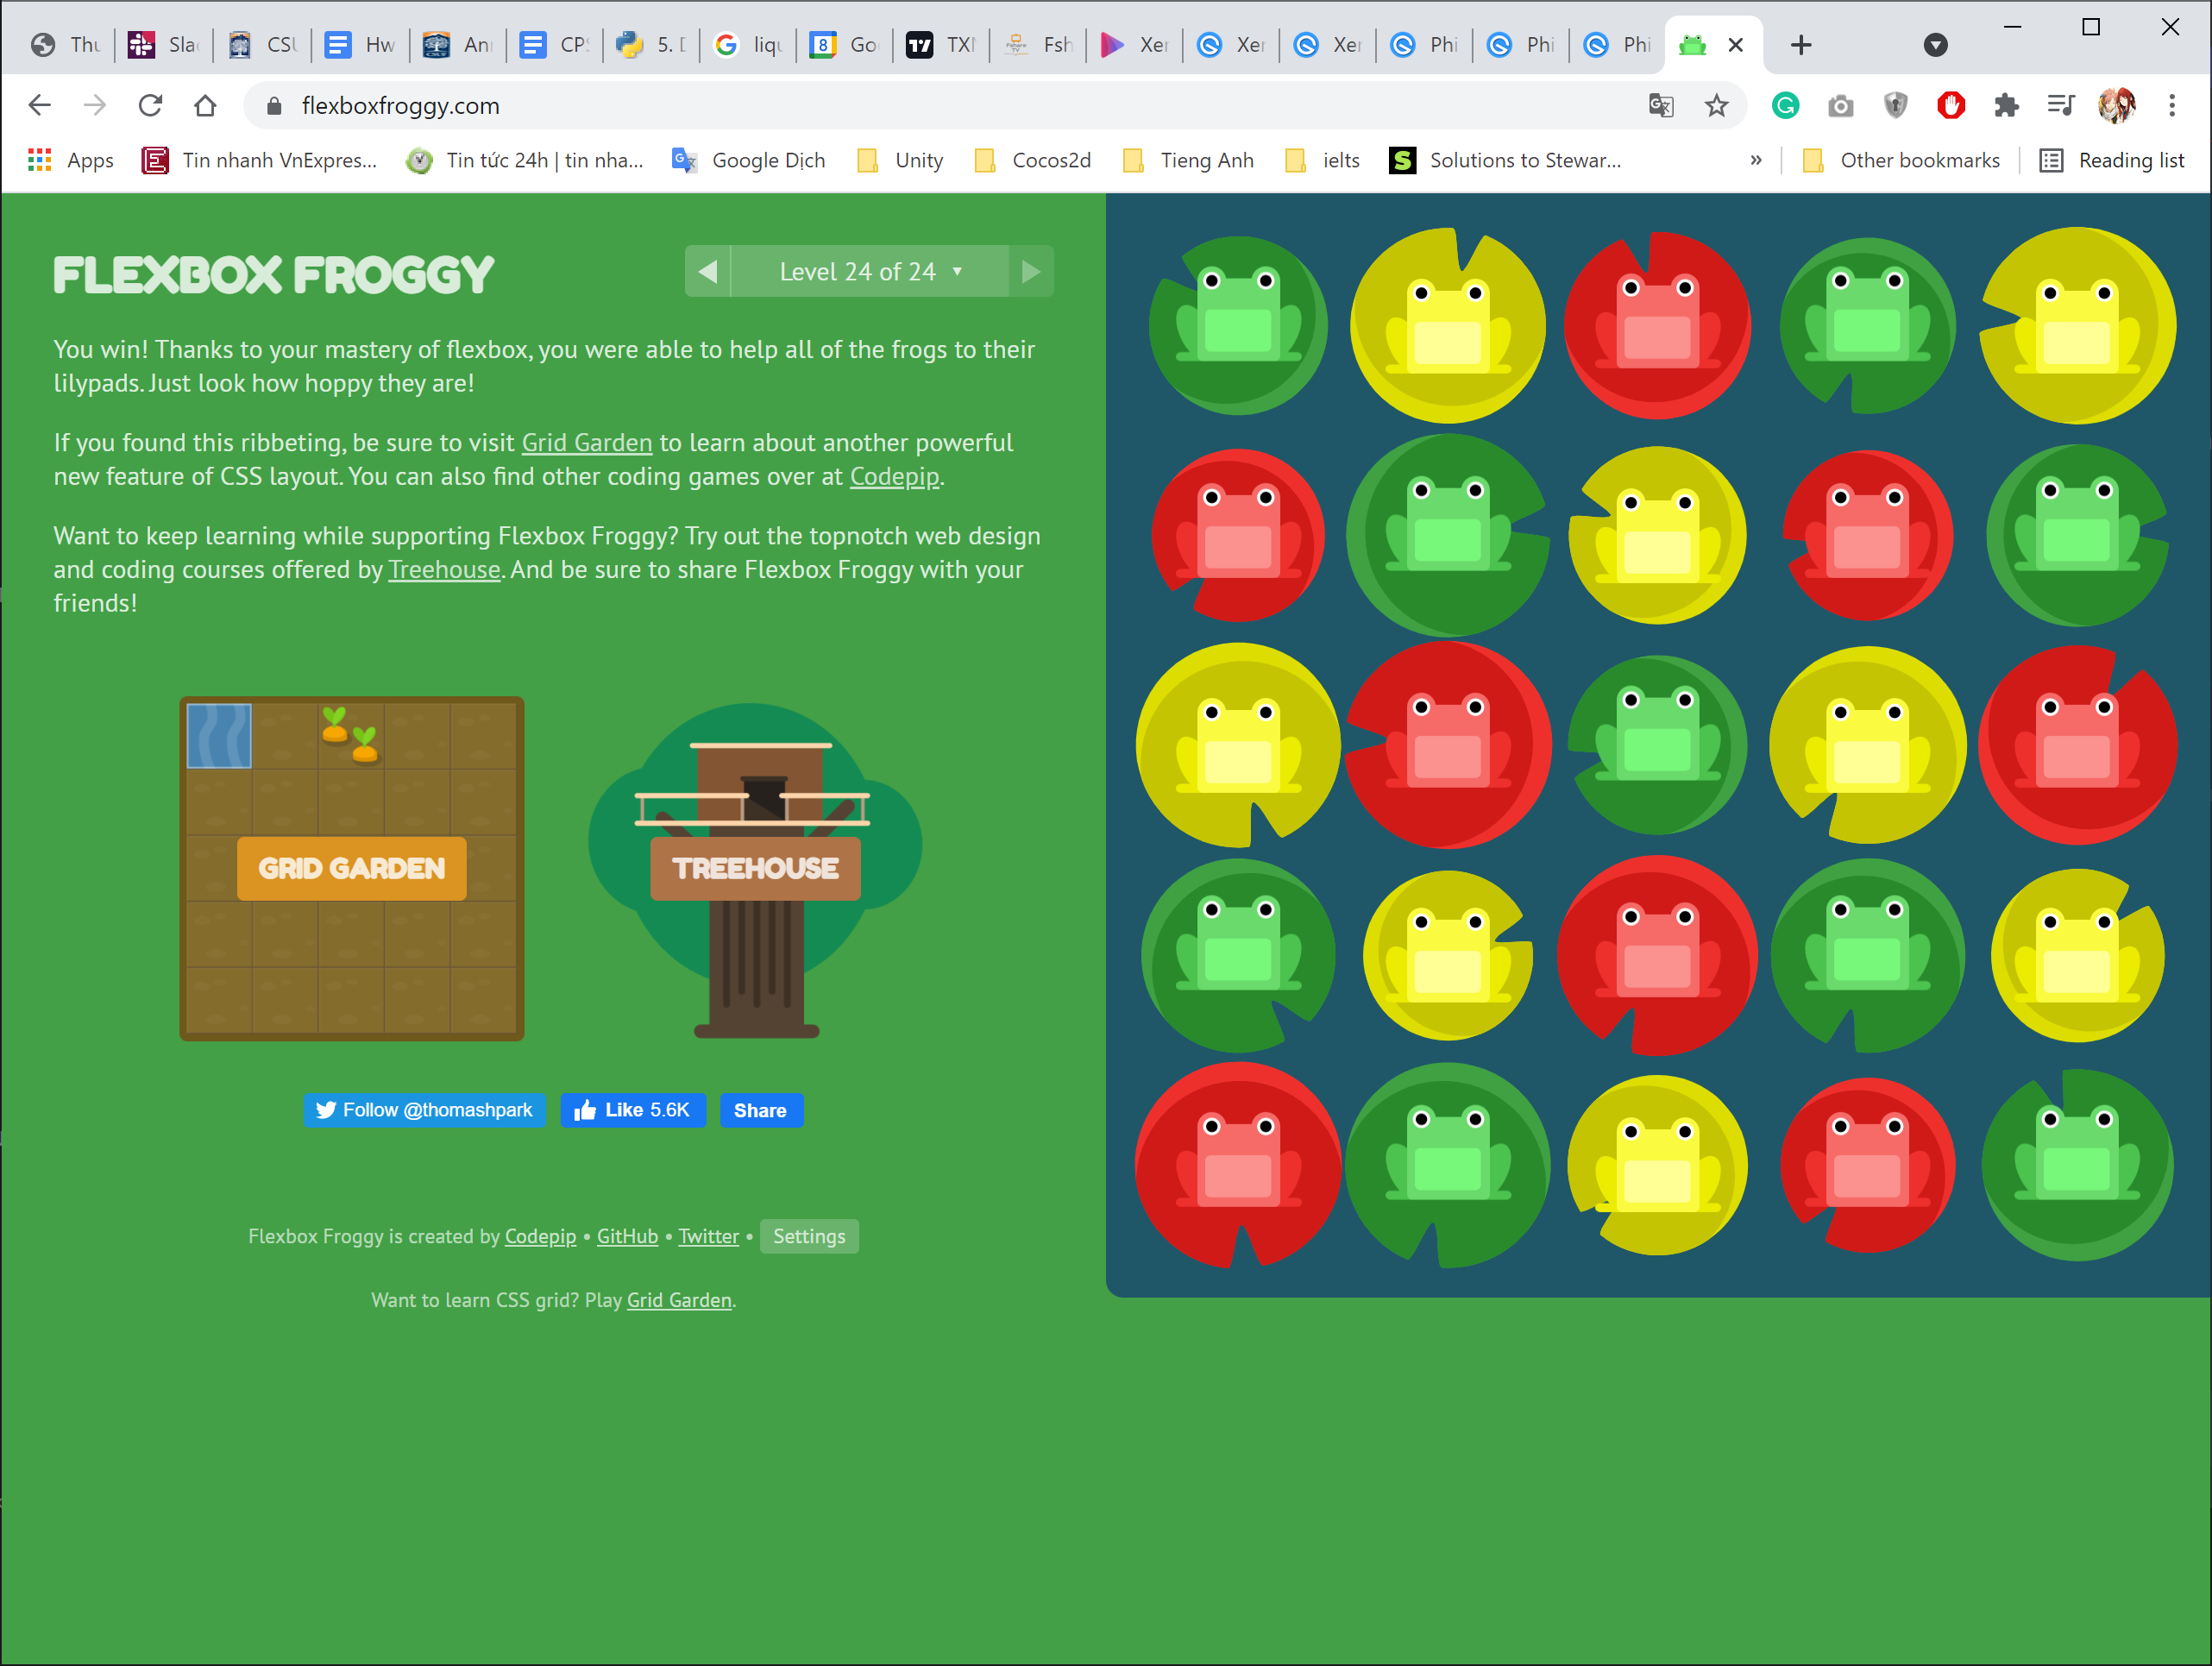 Thu
Sla
CSU
Hw
An
CP
5. D
liqu
Go
TX
Fsh
Xer
Xer
Xer
Phi
Phi
Phi
flexboxfroggy.com
Apps
Tin nhanh VnExpres...
Tin tức 24h | tin nha...
Google Dịch
Unity
Cocos2d
Tieng Anh
ielts
Solutions to Stewar...
»
Other bookmarks
Reading list
FLEXBOX FROGGY
Level 24 of 24
You win! Thanks to your mastery of flexbox, you were able to help all of the frogs to their
lilypads. Just look how hoppy they are!
If you found this ribbeting, be sure to visit Grid Garden to learn about another powerful
new feature of CSS layout. You can also find other coding games over at Codepip.
Want to keep learning while supporting Flexbox Froggy? Try out the topnotch web design
and coding courses offered by Treehouse. And be sure to share Flexbox Froggy with your
friends!
GRID GARDEN
TREEHOUSE
Follow @thomashpark
Like 5.6K
Share
Flexbox Froggy is created by Codepip • GitHub • Twitter • Settings
Want to learn CSS grid? Play Grid Garden.